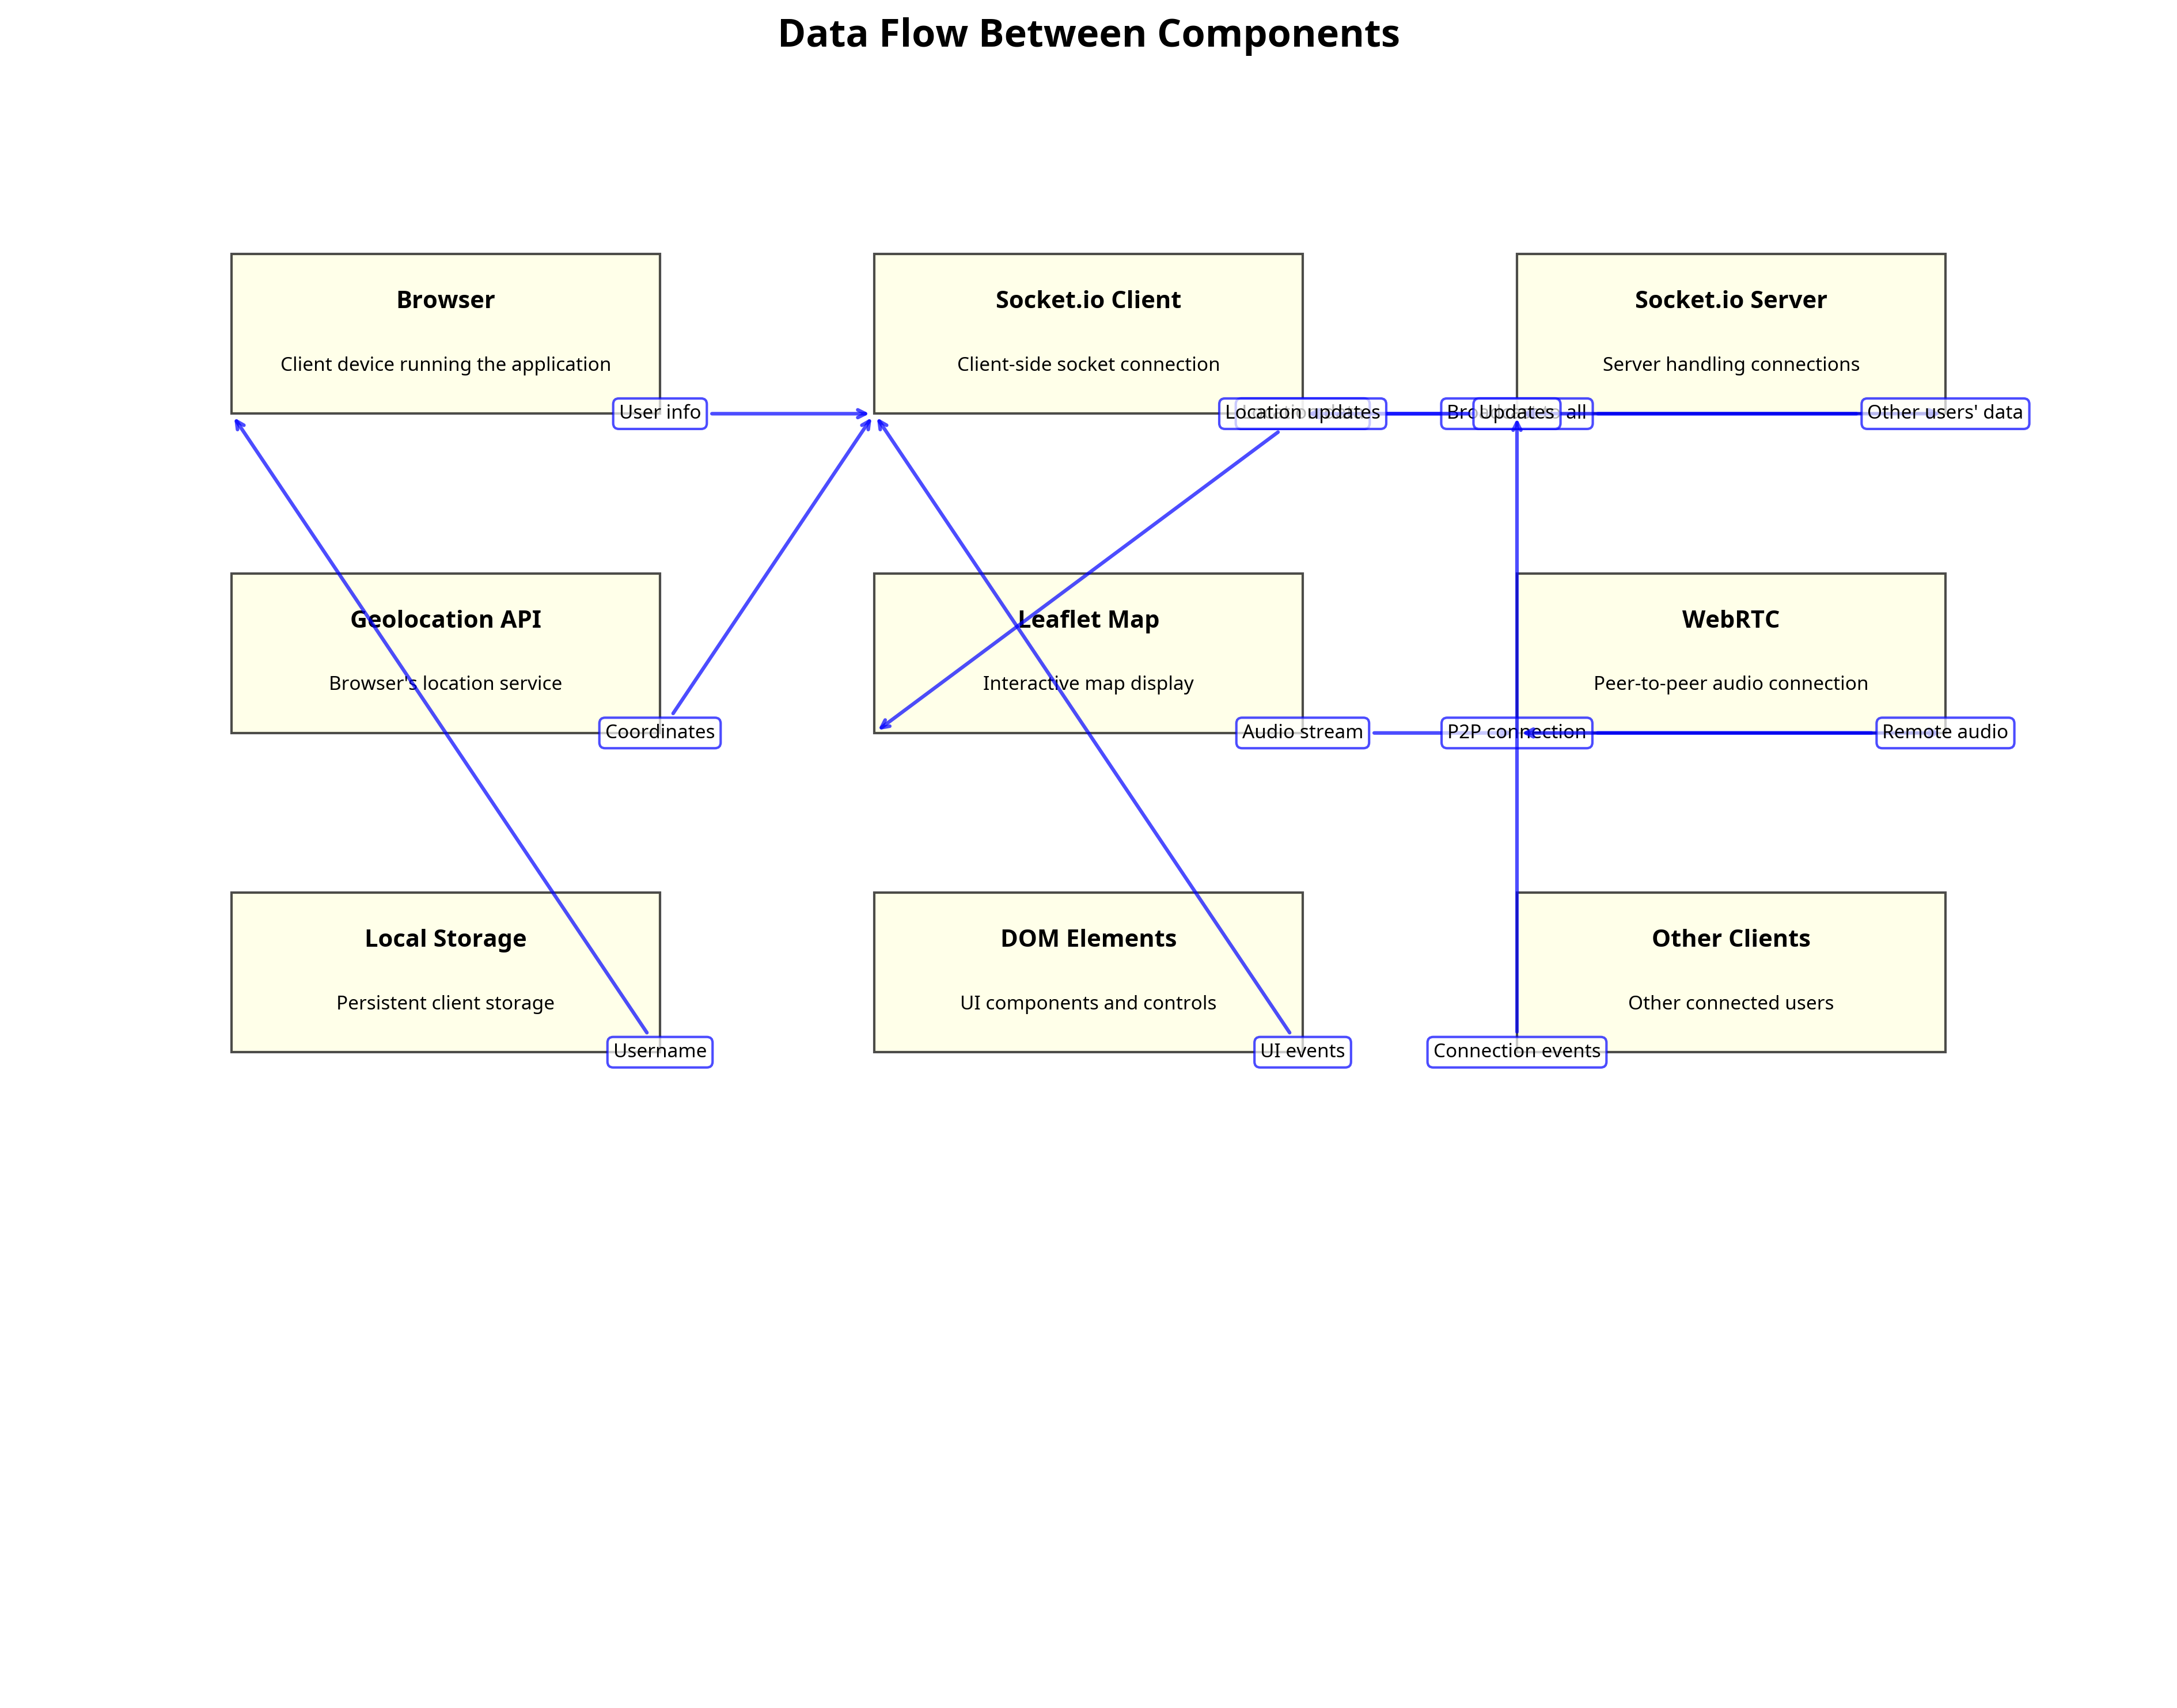 Data Flow Between Components
Browser
Client device running the application
Socket.io Client
Client-side socket connection
Socket.io Server
Server handling connections
User info
Location updates
Updates
all
Other users' data
Geolocation API
Browser's location service
Leaflet Map
Interactive map display
WebRTC
Peer-to-peer audio connection
Coordinates
Audio stream
P2P connection
Remote audio
Local Storage
Persistent client storage
DOM Elements
UI components and controls
Other Clients
Other connected users
Username
UI events
Connection events